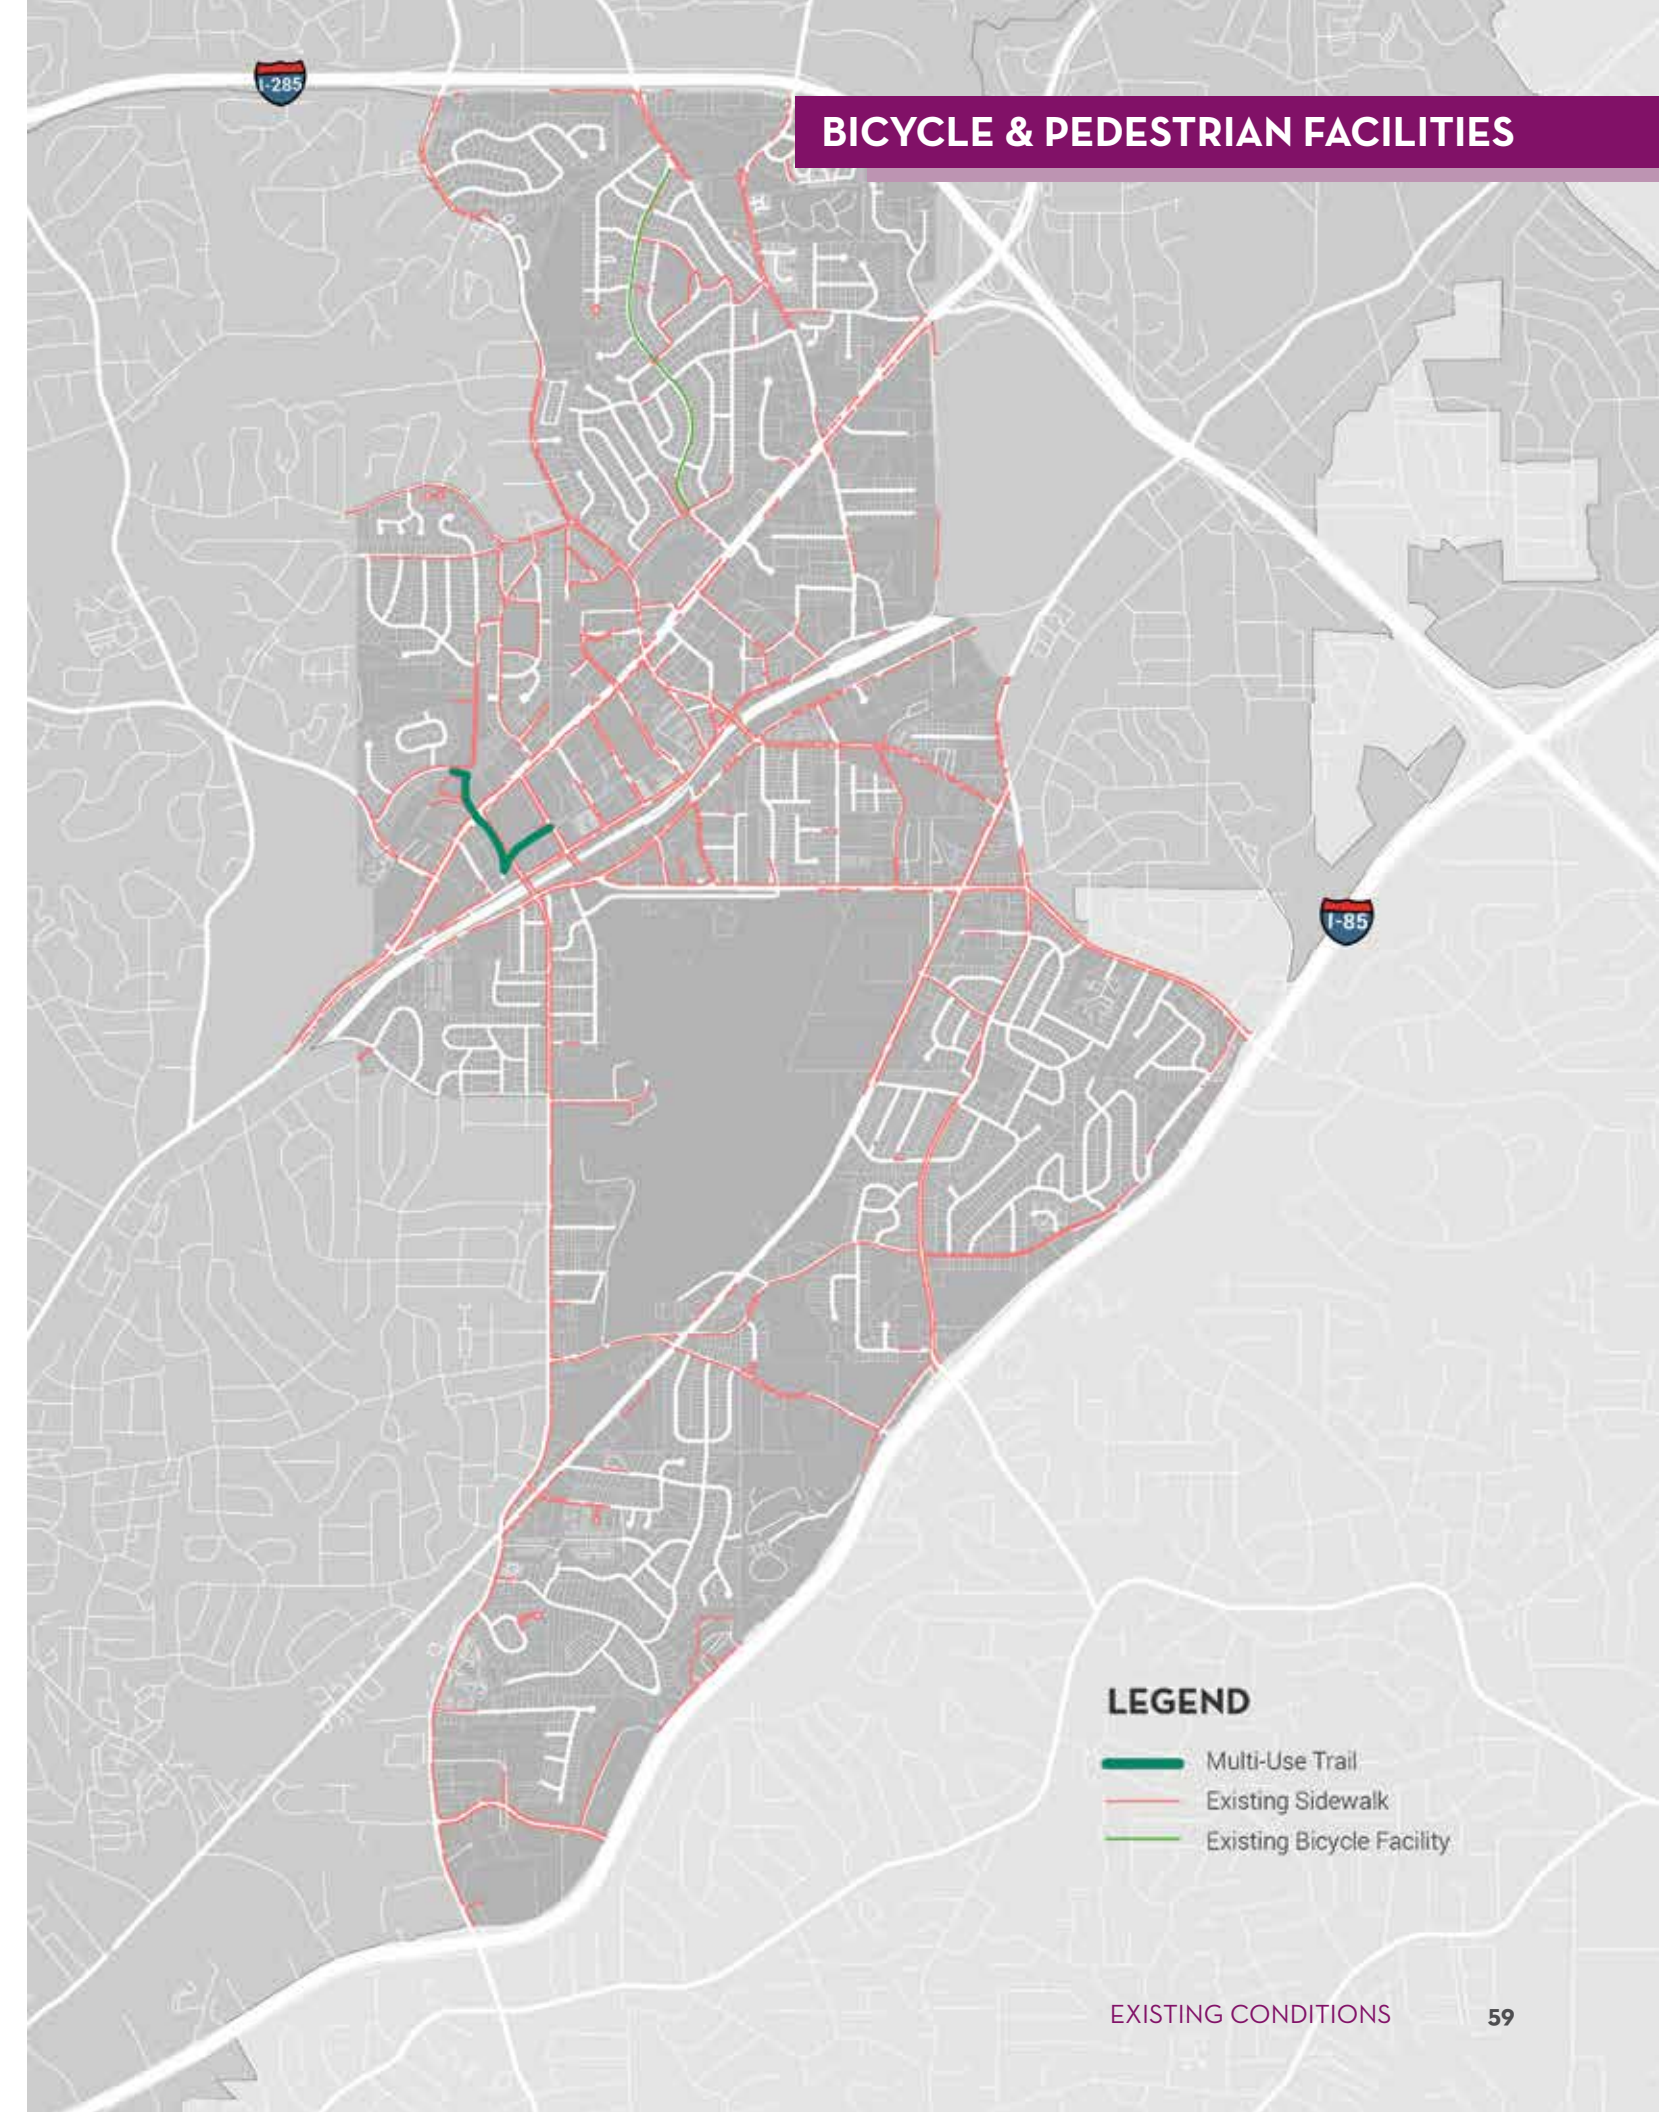 I-285
BICYCLE & PEDESTRIAN FACILITIES
I-85
LEGEND
Multi-Use Trail
Existing Sidewalk
Existing Bicycle Facility
EXISTING CONDITIONS 59